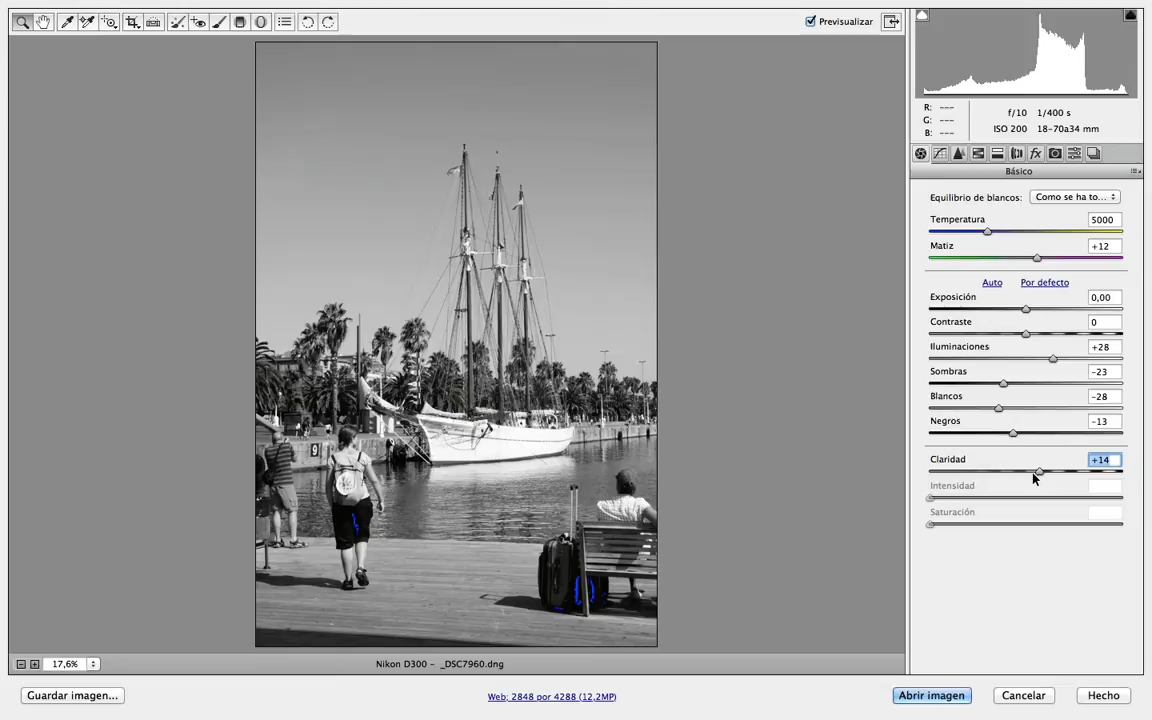 Previsualizar
R: ---
G: ---
B: ---
f/10 1/400 s
ISO 200 18-70a34 mm
fx
Básico
Equilibrio de blancos: Como se ha to...
Temperatura 5000
Matiz +12
Auto Por defecto
Exposición 0,00
Contraste 0
Iluminaciones +28
Sombras -23
Blancos -28
Negros -13
Claridad +14
Intensidad
Saturación
9
17,6%
Nikon D300 - _DSC7960.dng
Guardar imagen...
Web; 2848 por 4288 (12,2MP)
Abrir imagen
Cancelar
Hecho